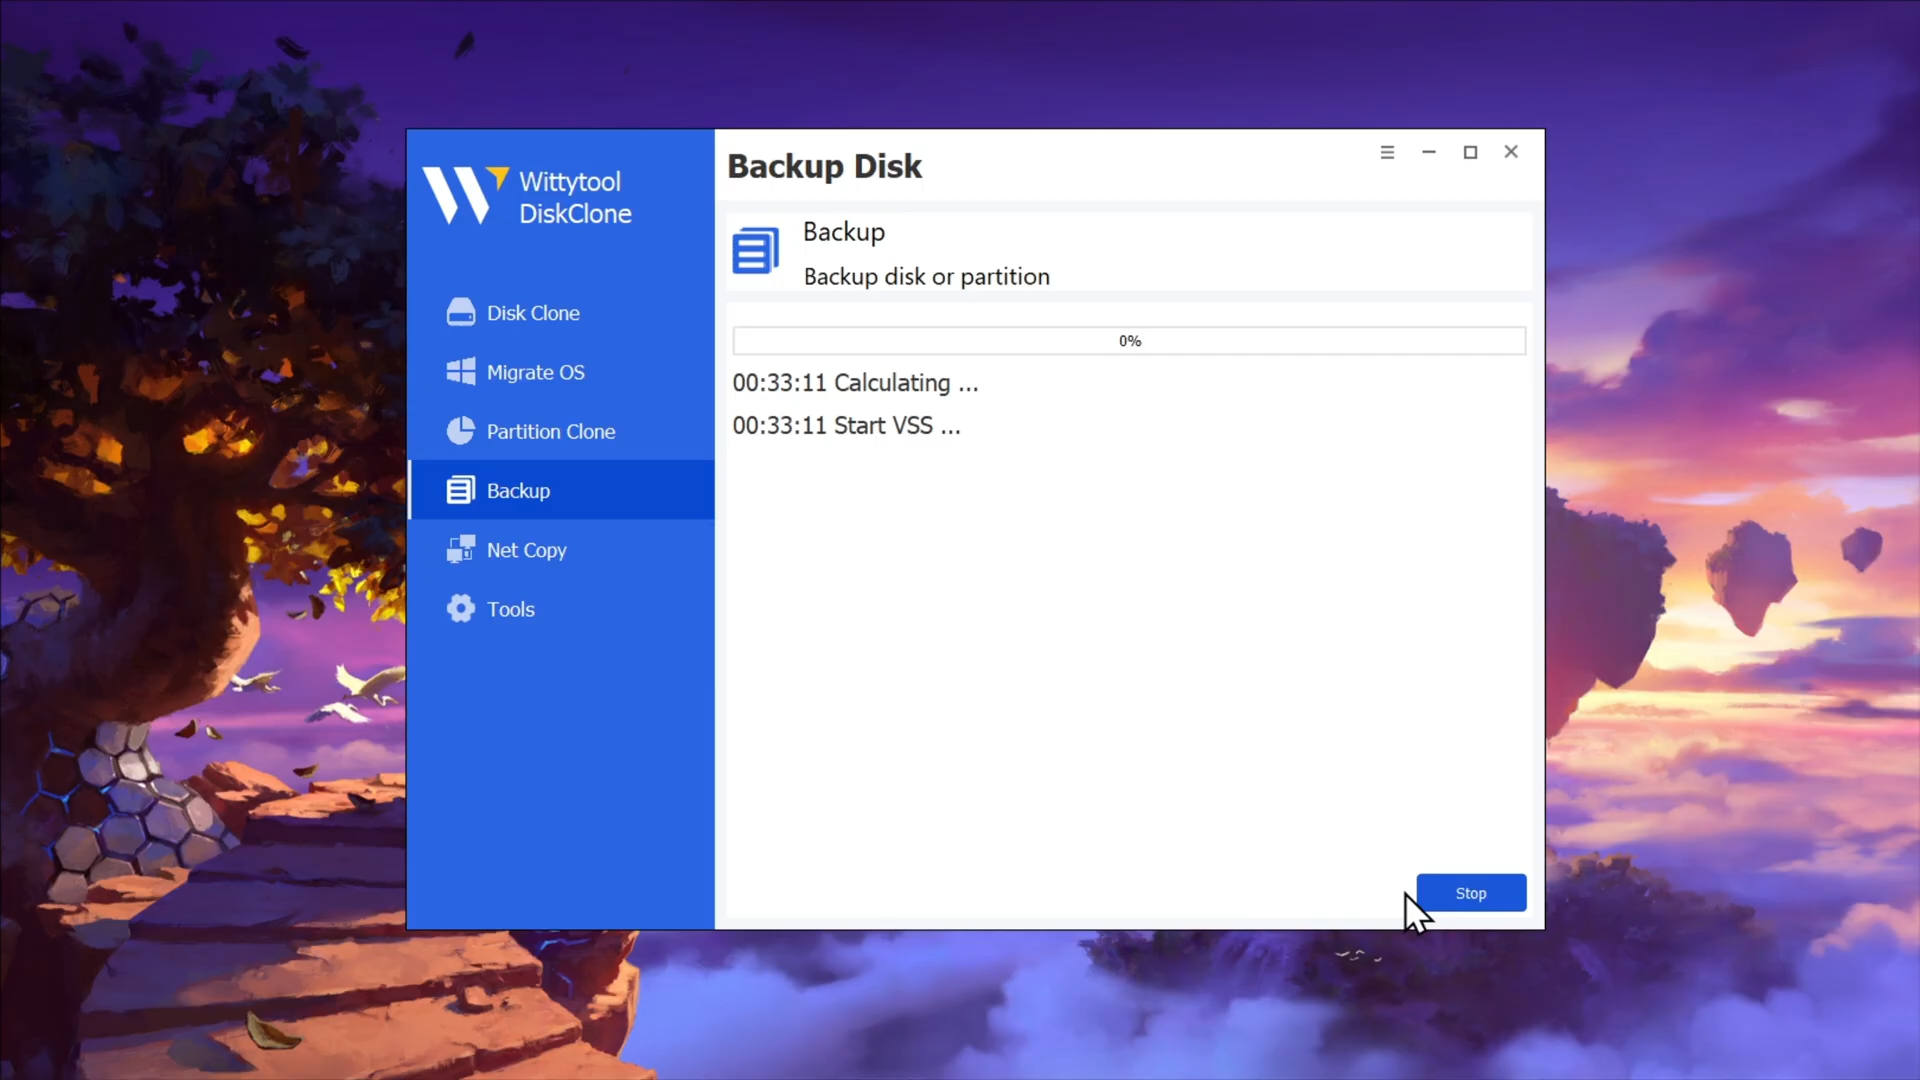 Wittytool
DiskClone
Disk Clone
Migrate OS
Partition Clone
Backup
Net Copy
Tools
Backup Disk
Backup
Backup disk or partition
0%
00:33:11 Calculating ...
00:33:11 Start VSS ...
Stop